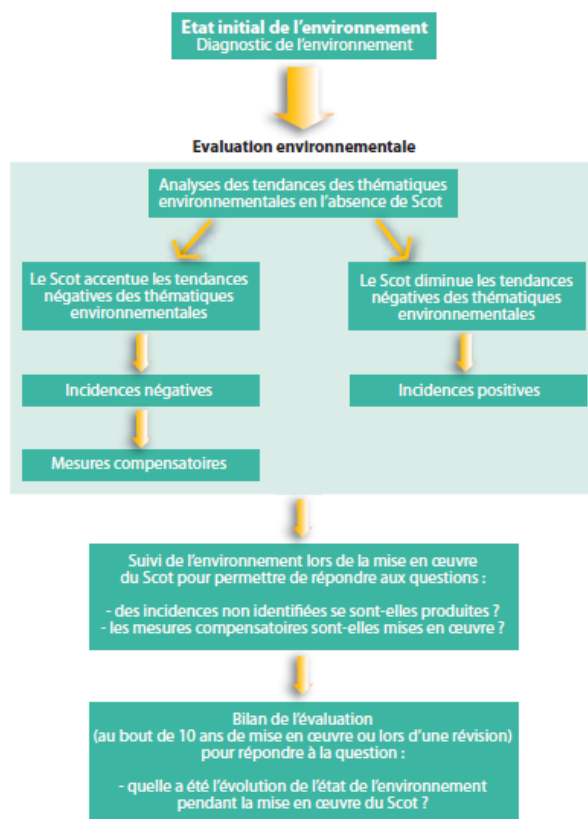 Etat initial de l'environnement
Diagnostic de l'environnement
Evaluation environnementale
Analyses des tendances des thématiques
environnementales en l'absence de Scot
Le Scot accentue les tendances
négatives des thématiques
environnementales
Le Scot diminue les tendances
négatives des thématiques
environnementales
Incidences négatives
Incidences positives
Mesures compensatoires
Suivi de l'environnement lors de la mise en œuvre
du Scot pour permettre de répondre aux questions :
- des incidences non identifiées se sont-elles produites ?
- les mesures compensatoires sont-elles mises en œuvre ?
Bilan de l'évaluation
(au bout de 10 ans de mise en œuvre ou lors d'une révision)
pour répondre à la question :
- quelle a été l'évolution de l'état de l'environnement
pendant la mise en œuvre du Scot ?